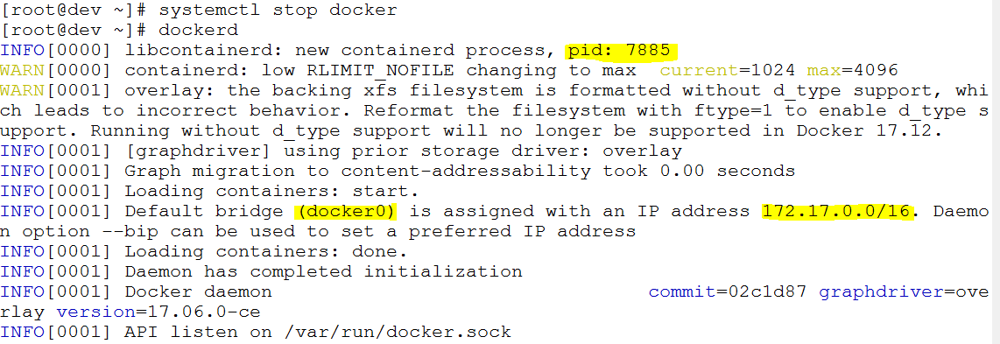 [root@dev ~]# systemctl stop docker
[root@dev ~]# dockerd
INFO[0000] libcontainerd: new containerd process, pid: 7885
WARN[0000] containerd: low RLIMIT_NOFILE changing to max  current=1024 max=4096
WARN[0001] overlay: the backing xfs filesystem is formatted without d_type support, whi
ch leads to incorrect behavior. Reformat the filesystem with ftype=1 to enable d_type s
upport. Running without d_type support will no longer be supported in Docker 17.12.
INFO[0001] [graphdriver] using prior storage driver: overlay
INFO[0001] Graph migration to content-addressability took 0.00 seconds
INFO[0001] Loading containers: start.
INFO[0001] Default bridge (docker0) is assigned with an IP address 172.17.0.0/16. Daemo
n option --bip can be used to set a preferred IP address
INFO[0001] Loading containers: done.
INFO[0001] Daemon has completed initialization
INFO[0001] Docker daemon                                 commit=02c1d87 graphdriver=ove
rlay version=17.06.0-ce
INFO[0001] API listen on /var/run/docker.sock